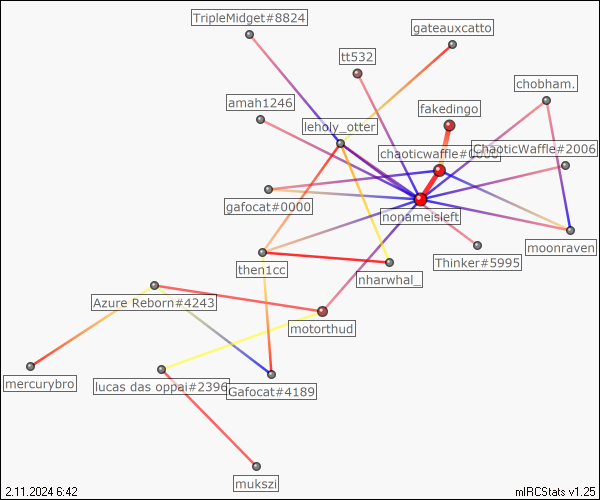 TripleMidget#8824
gateauxcatto
tt532
chobham.
amah1246
fakedingo
leholy_otter
chaoticwaffle#0000
ChaoticWaffle#2006
gafocat#0000
nonameisleft
moonraven
Thinker#5995
then1cc
nharwhal_
Azure Reborn#4243
motorthud
mercurybro
lucas das oppai#2396
Gafocat#4189
mukszi
2.11.2024 6:42
mIRCStats v1.25